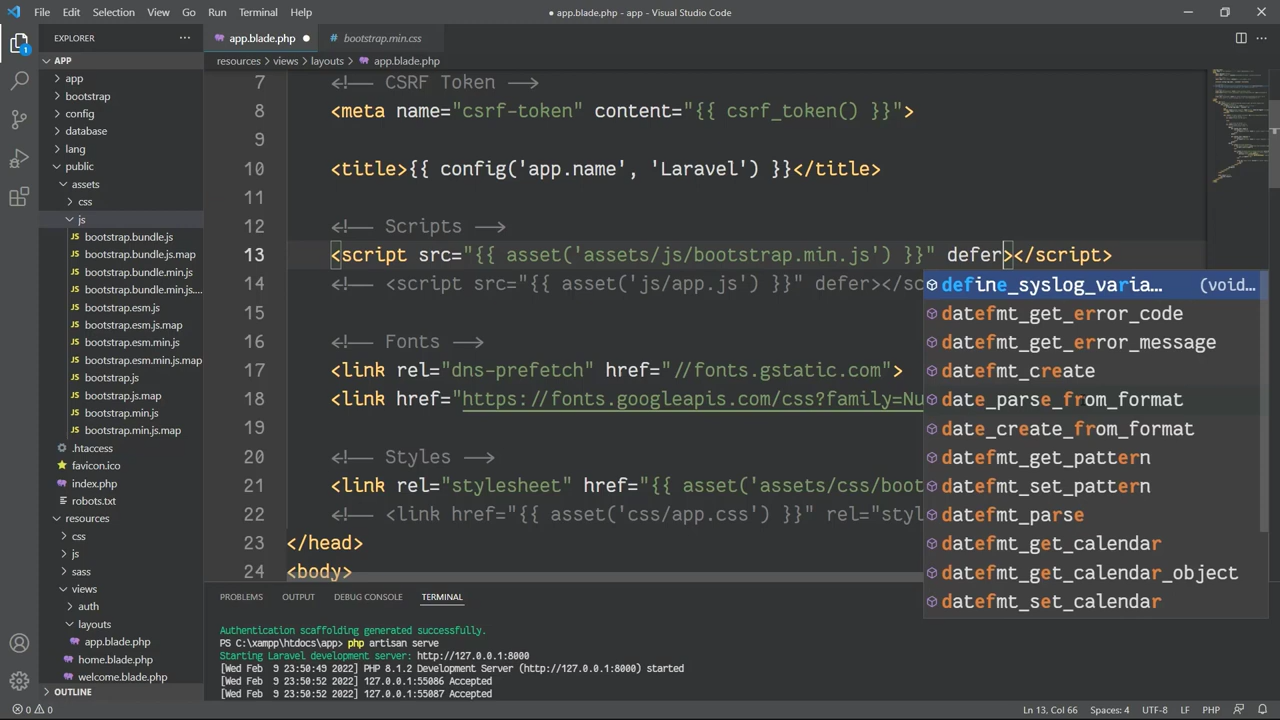 File Edit Selection View Go Run Terminal Help
● app.blade.php - app - Visual Studio Code
EXPLORER
app.blade.php
bootstrap.min.css
APP
resources > views > layouts > app.blade.php
app
bootstrap
config
database
lang
public
assets
css
js
bootstrap.bundle.js
bootstrap.bundle.js.map
bootstrap.bundle.min.js
bootstrap.bundle.min.js....
bootstrap.esm.js
bootstrap.esm.js.map
bootstrap.esm.min.js
bootstrap.esm.min.js.map
bootstrap.js
bootstrap.js.map
bootstrap.min.js
bootstrap.min.js.map
.htaccess
favicon.ico
index.php
robots.txt
resources
css
js
sass
views
auth
layouts
app.blade.php
home.blade.php
welcome.blade.php
OUTLINE
1
7 <!-- CSRF Token -->
8 <meta name="csrf-token" content="{{ csrf_token() }}">
9
10 <title>{{ config('app.name', 'Laravel') }}</title>
11
12 <!-- Scripts -->
13 <script src="{{ asset('assets/js/bootstrap.min.js') }}" defer></script>
14 <!-- <script src="{{ asset('js/app.js') }}" defer></sc
15
16 <!-- Fonts -->
17 <link rel="dns-prefetch" href="//fonts.gstatic.com">
18 <link href="https://fonts.googleapis.com/css?family=Nu
19
20 <!-- Styles -->
21 <link rel="stylesheet" href="{{ asset('assets/css/boot
22 <!-- <link href="{{ asset('css/app.css') }}" rel="style
23 </head>
24 <body>
define_syslog_varia… (void…
datefmt_get_error_code
datefmt_get_error_message
datefmt_create
date_parse_from_format
date_create_from_format
datefmt_get_pattern
datefmt_set_pattern
datefmt_parse
datefmt_get_calendar
datefmt_get_calendar_object
datefmt_set_calendar
PROBLEMS OUTPUT DEBUG CONSOLE TERMINAL
Authentication scaffolding generated successfully.
PS C:\xampp\htdocs\app> php artisan serve
Starting Laravel development server: http://127.0.0.1:8000
[Wed Feb 9 23:50:49 2022] PHP 8.1.2 Development Server (http://127.0.0.1:8000) started
[Wed Feb 9 23:50:52 2022] 127.0.0.1:55086 Accepted
[Wed Feb 9 23:50:52 2022] 127.0.0.1:55087 Accepted
0 0
Ln 13, Col 66 Spaces: 4 UTF-8 LF PHP